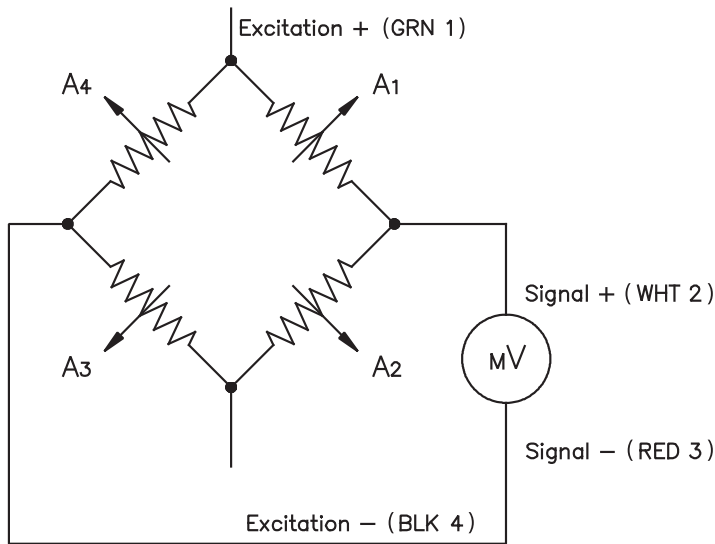 Excitation + (GRN 1)
A4
A1
Signal + (WHT 2)
MV
A3
A2
Signal – (RED 3)
Excitation – (BLK 4)